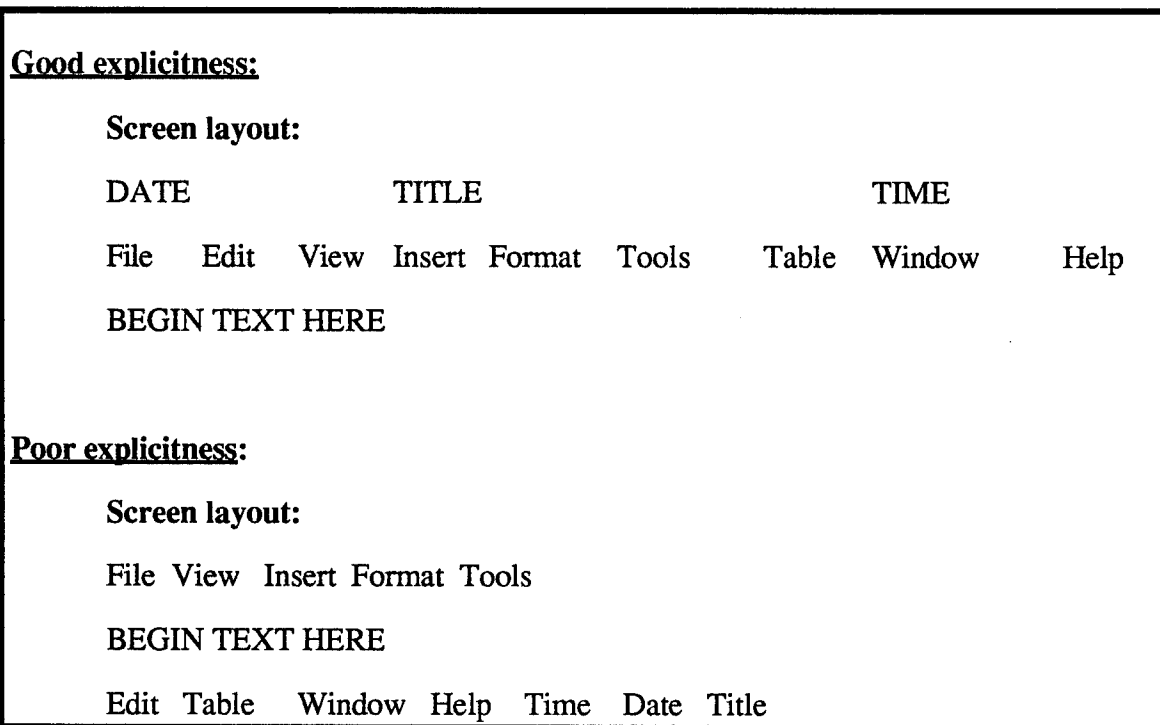 Good explicitness:
Screen layout:
DATE TITLE TIME
File Edit View Insert Format Tools Table Window Help
BEGIN TEXT HERE
Poor explicitness:
Screen layout:
File View Insert Format Tools
BEGIN TEXT HERE
Edit Table Window Help Time Date Title